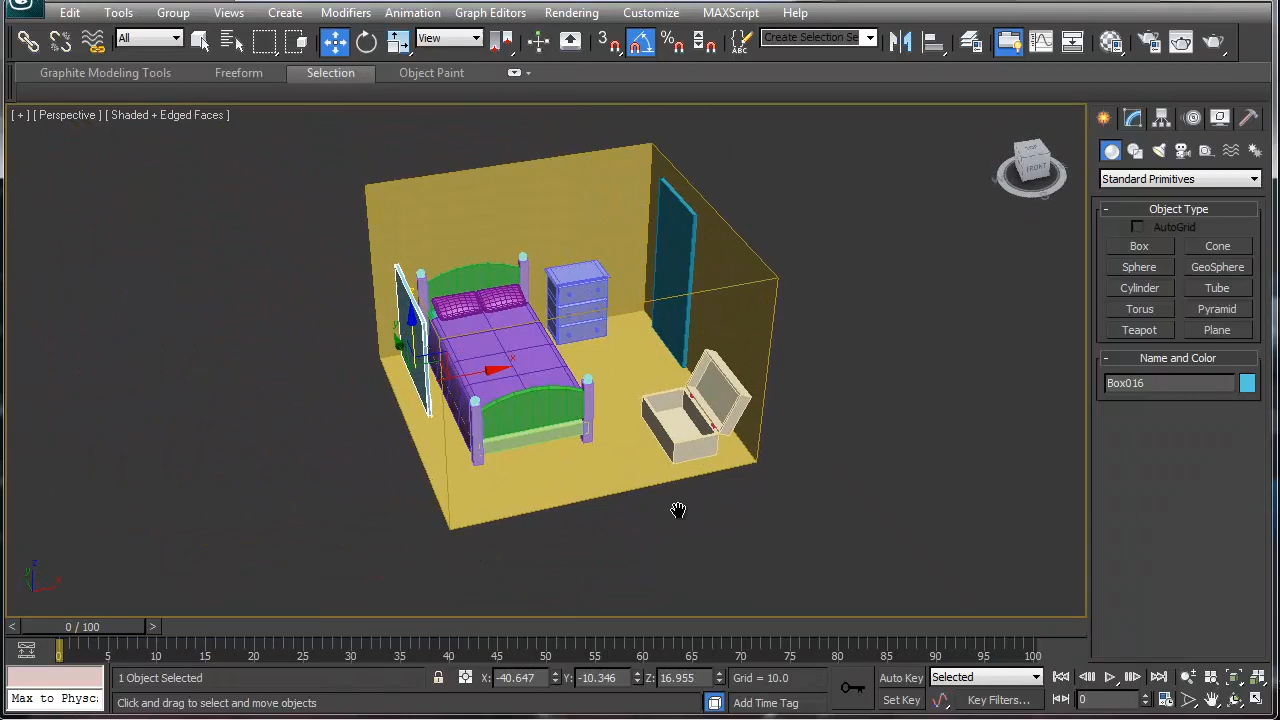 Edit Tools Group Views Create Modifiers Animation Graph Editors Rendering Customize MAXScript Help
All View 3 Create Selection Se
Graphite Modeling Tools Freeform Selection Object Paint
[ + ] [ Perspective ] [ Shaded + Edged Faces ]
TOP
FRONT
Standard Primitives
- Object Type
AutoGrid
Box Cone
Sphere GeoSphere
Cylinder Tube
Torus Pyramid
Teapot Plane
- Name and Color
Box016
x
z
x
y
< 0 / 100 >
0 5 10 15 20 25 30 35 40 45 50 55 60 65 70 75 80 85 90 95 100
1 Object Selected X: -40.647 Y: -10.346 Z: 16.955 Grid = 10.0 Auto Key Selected
Max to Physcs Click and drag to select and move objects Add Time Tag Set Key Key Filters... 0